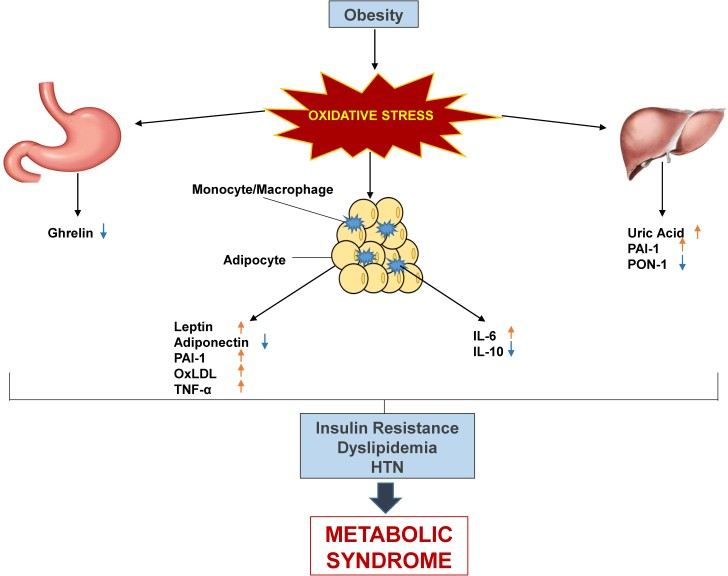 Obesity
OXIDATIVE STRESS
Monocyte/Macrophage
Adipocyte
Ghrelin
Uric Acid
PAI-1
PON-1
Leptin
Adiponectin
PAI-1
OxLDL
TNF-α
IL-6
IL-10
Insulin Resistance
Dyslipidemia
HTN
METABOLIC
SYNDROME